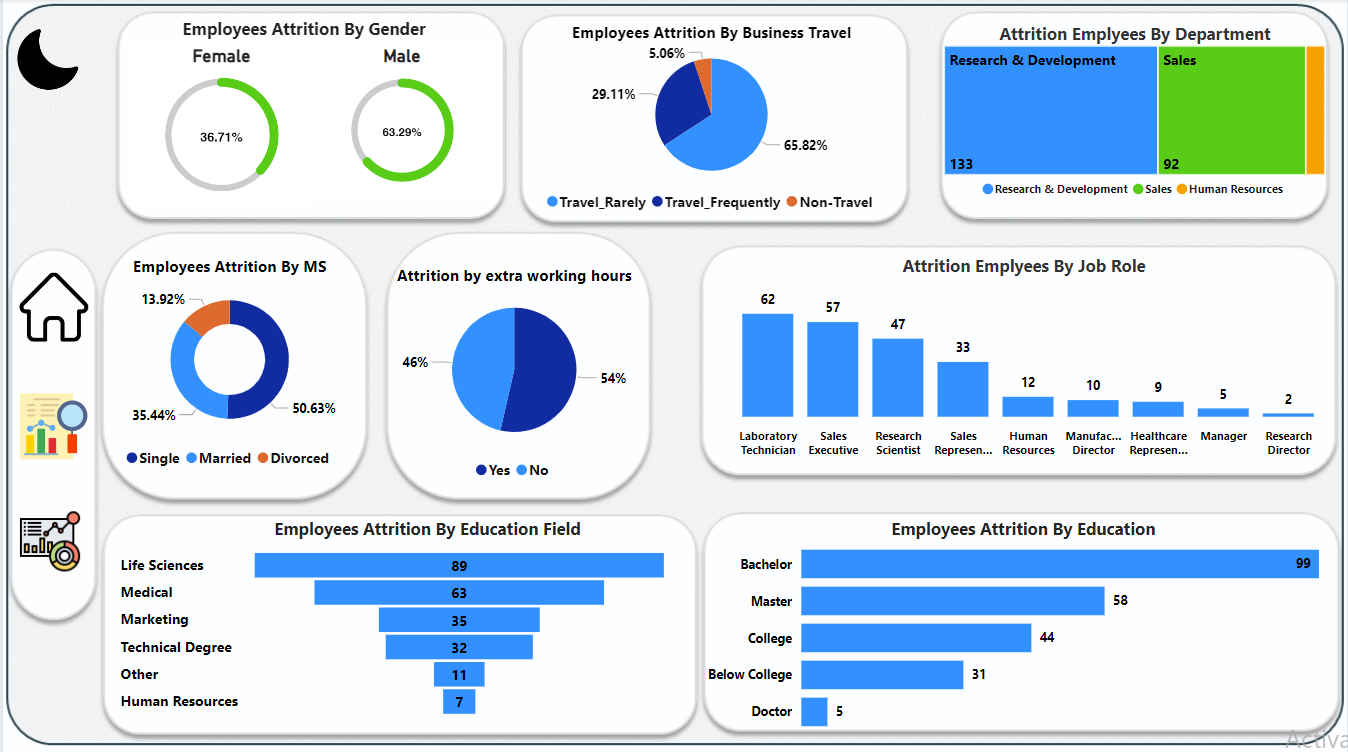 Employees Attrition By Gender
Female
Male
36.71%
63.29%
Employees Attrition By Business Travel
5.06%
29.11%
65.82%
Travel_Rarely Travel_Frequently Non-Travel
Attrition Emplyees By Department
Research & Development
Sales
133
92
Research & Development Sales Human Resources
Employees Attrition By MS
13.92%
35.44%
50.63%
Single Married Divorced
Attrition by extra working hours
46%
54%
Yes No
Attrition Emplyees By Job Role
62
57
47
33
12
10
9
5
2
Laboratory
Technician
Sales
Executive
Research
Scientist
Sales
Represen...
Human
Resources
Manufac...
Director
Healthcare
Represen...
Manager
Research
Director
Employees Attrition By Education Field
Life Sciences 89
Medical 63
Marketing 35
Technical Degree 32
Other 11
Human Resources 7
Employees Attrition By Education
Bachelor 99
Master 58
College 44
Below College 31
Doctor 5
Activa